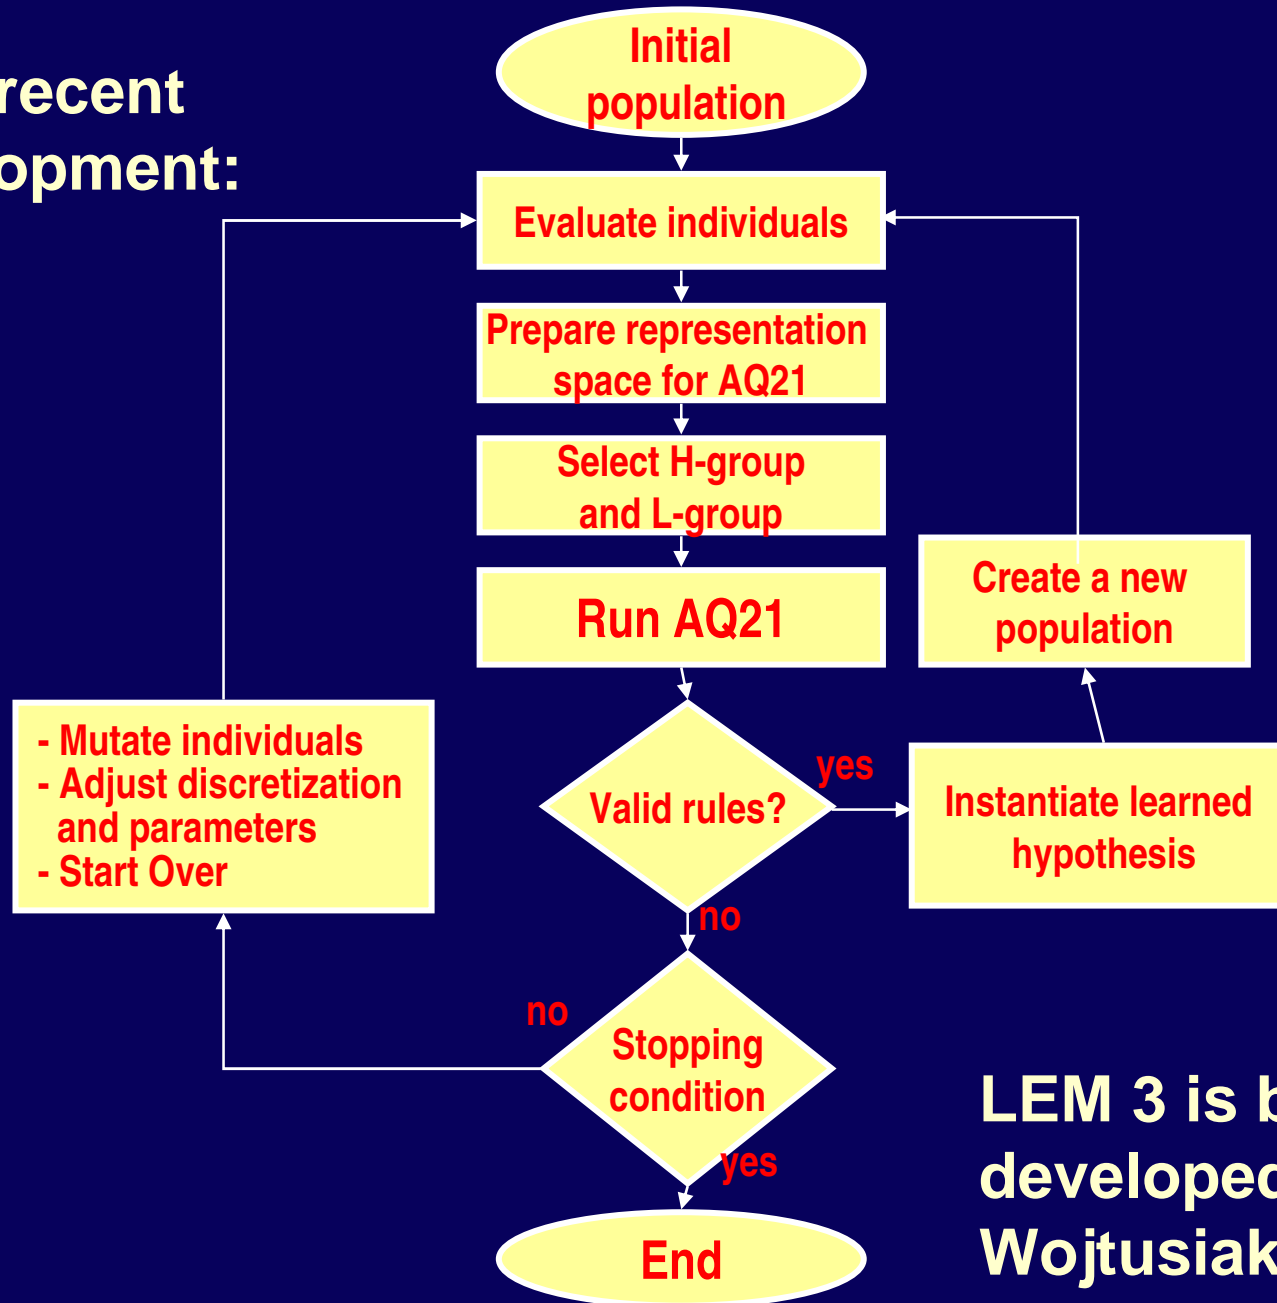 recent
opment:
Initial
population
Evaluate individuals
Prepare representation
space for AQ21
Select H-group
and L-group
Run AQ21
Create a new
population
- Mutate individuals
- Adjust discretization
and parameters
- Start Over
Valid rules?
yes
Instantiate learned
hypothesis
no
no
Stopping
condition
yes
End
LEM 3 is b
developed
Wojtusiak